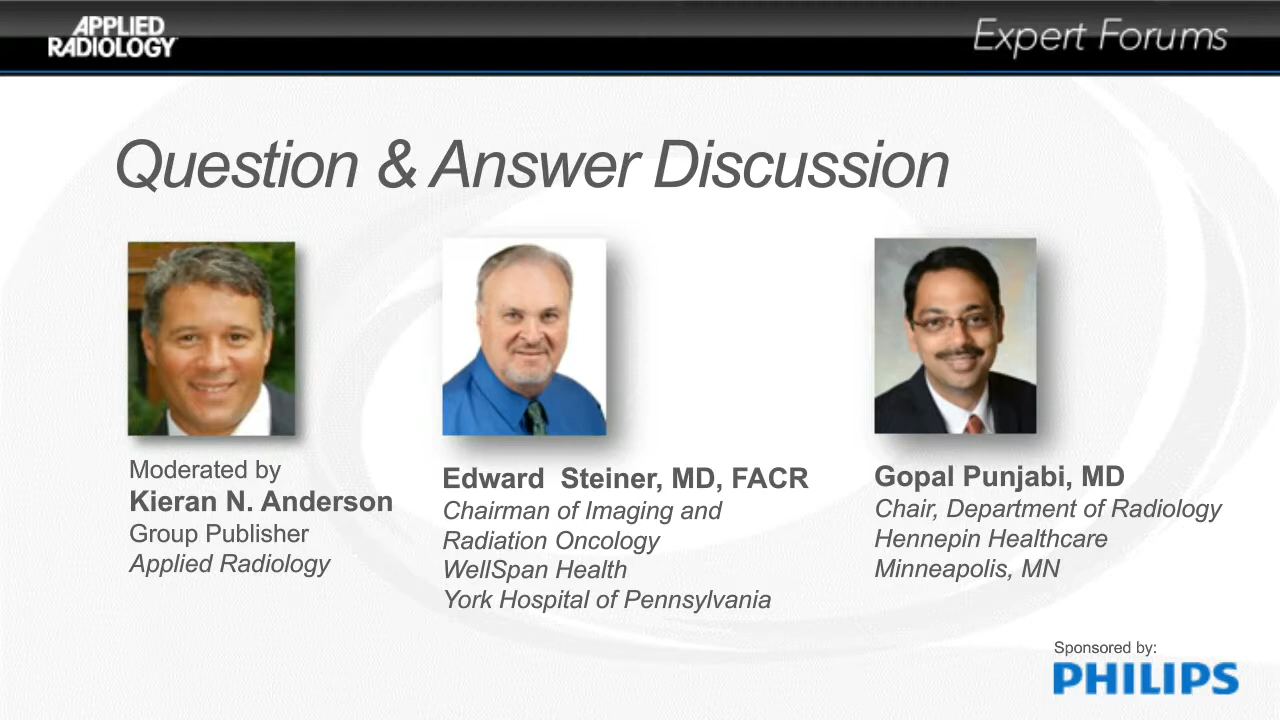 APPLIED
RADIOLOGY
Expert Forums
Question & Answer Discussion
Moderated by
Kieran N. Anderson
Group Publisher
Applied Radiology
Edward Steiner, MD, FACR
Chairman of Imaging and
Radiation Oncology
WellSpan Health
York Hospital of Pennsylvania
Gopal Punjabi, MD
Chair, Department of Radiology
Hennepin Healthcare
Minneapolis, MN
Sponsored by:
PHILIPS